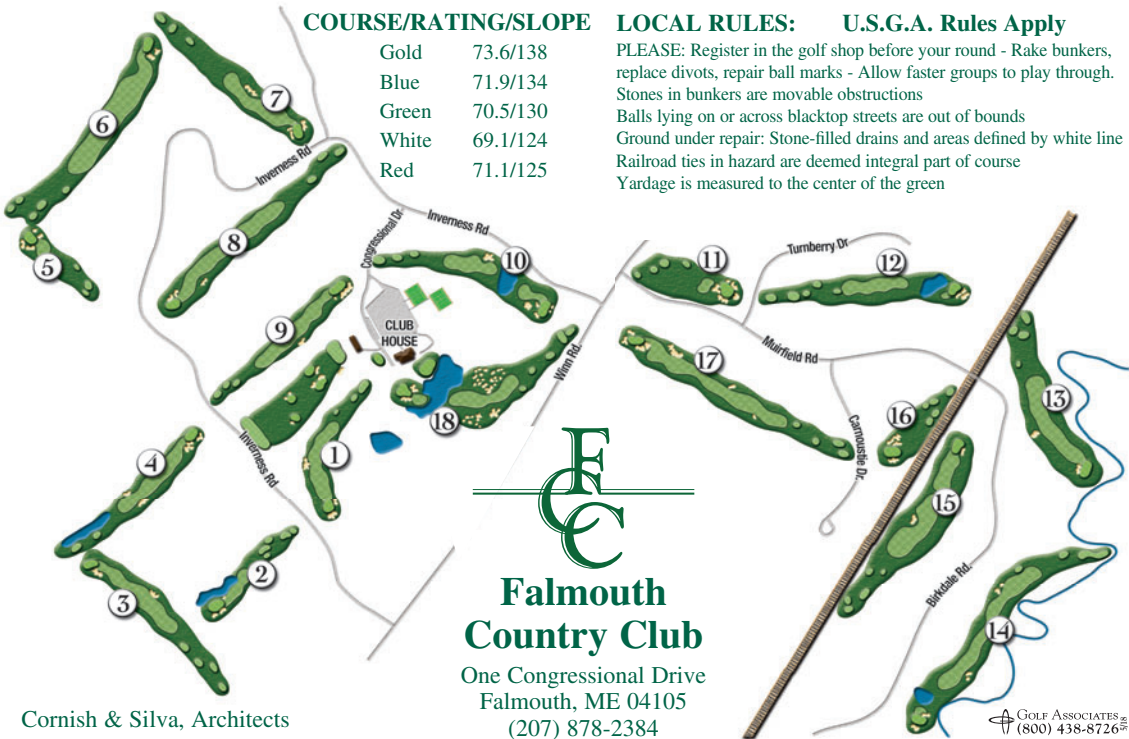 COURSE/RATING/SLOPE
Gold 73.6/138
Blue 71.9/134
Green 70.5/130
White 69.1/124
Red 71.1/125
LOCAL RULES: U.S.G.A. Rules Apply
PLEASE: Register in the golf shop before your round - Rake bunkers,
replace divots, repair ball marks - Allow faster groups to play through.
Stones in bunkers are movable obstructions
Balls lying on or across blacktop streets are out of bounds
Ground under repair: Stone-filled drains and areas defined by white line
Railroad ties in hazard are deemed integral part of course
Yardage is measured to the center of the green
7
6
Inverness Rd
8
5
Congressional Dr.
Inverness Rd
10
11
Turnberry Dr
12
9
CLUB
HOUSE
Winn Rd.
17
Muirfield Rd
13
18
16
Carnoustie Dr.
1
Inverness Rd
4
15
2
3
Birkdale Rd.
14
FCC
Falmouth
Country Club
One Congressional Drive
Falmouth, ME 04105
(207) 878-2384
Cornish & Silva, Architects
Golf Associates
(800) 438-8726
5/18